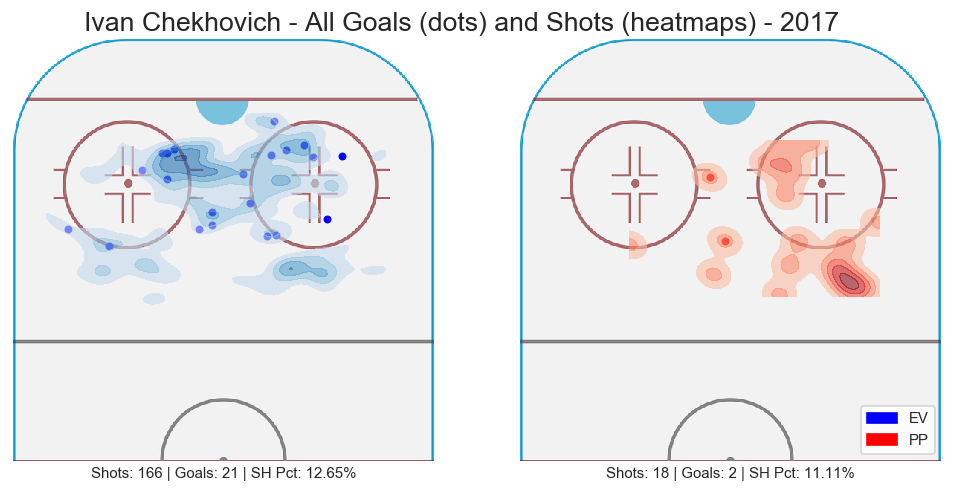 Ivan Chekhovich - All Goals (dots) and Shots (heatmaps) - 2017
EV
PP
Shots: 166 | Goals: 21 | SH Pct: 12.65%
Shots: 18 | Goals: 2 | SH Pct: 11.11%